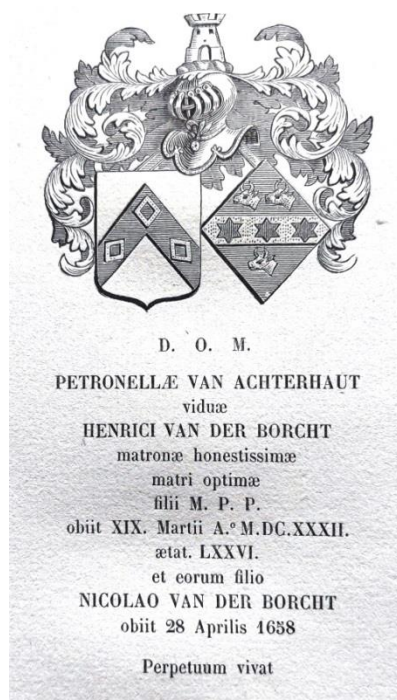 D. O. M.
PETRONELLÆ VAN ACHTERHAUT
viduæ
HENRICI VAN DER BORCHT
matronæ honestissimæ
matri optimæ
filii M. P. P.
obiit XIX. Martii A.º M.DC.XXXII.
ætat. LXXVI.
et eorum filio
NICOLAO VAN DER BORCHT
obiit 28 Aprilis 1658
Perpetuum vivat